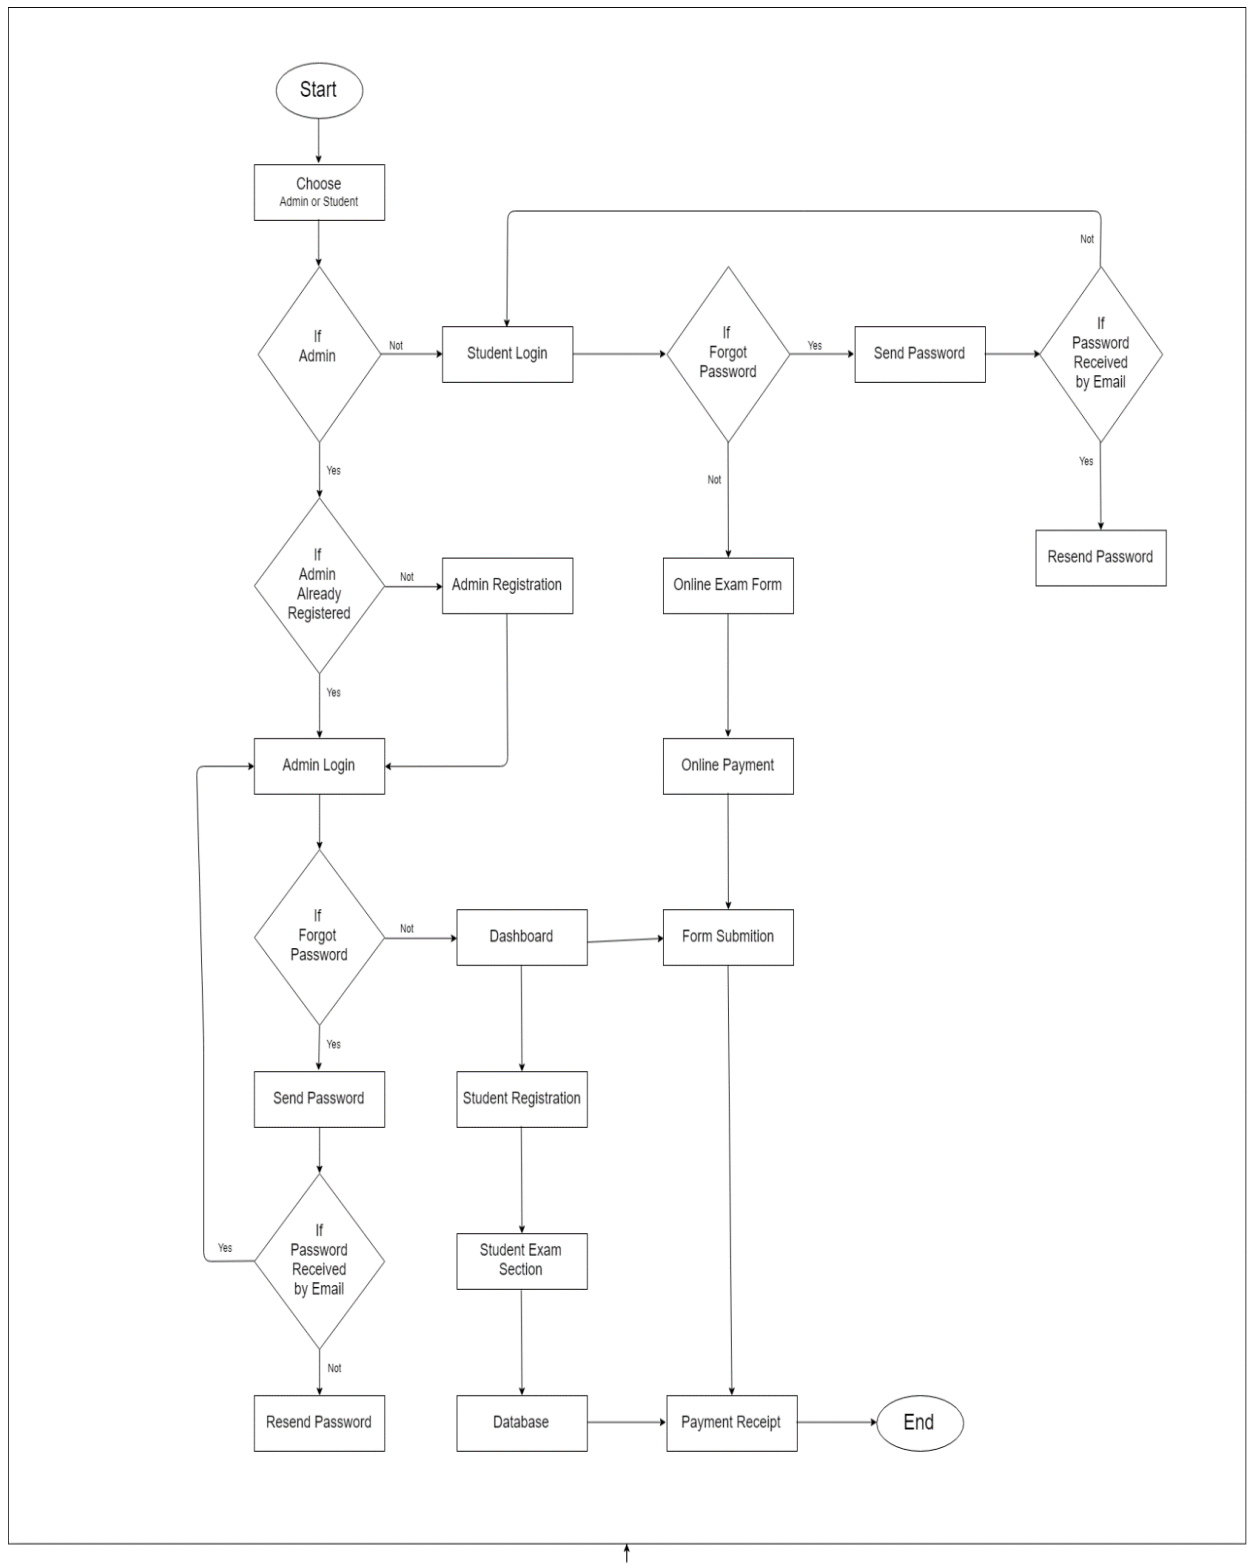 Start
Choose
Admin or Student
Not
If
Admin
Not
Student Login
If
Forgot
Password
Yes
Send Password
If
Password
Received
by Email
Yes
Yes
Not
Resend Password
If
Admin
Already
Registered
Not
Admin Registration
Online Exam Form
Yes
Admin Login
Online Payment
If
Forgot
Password
Not
Dashboard
Form Submition
Yes
Send Password
Student Registration
If
Password
Received
by Email
Yes
Student Exam
Section
Not
Resend Password
Database
Payment Receipt
End